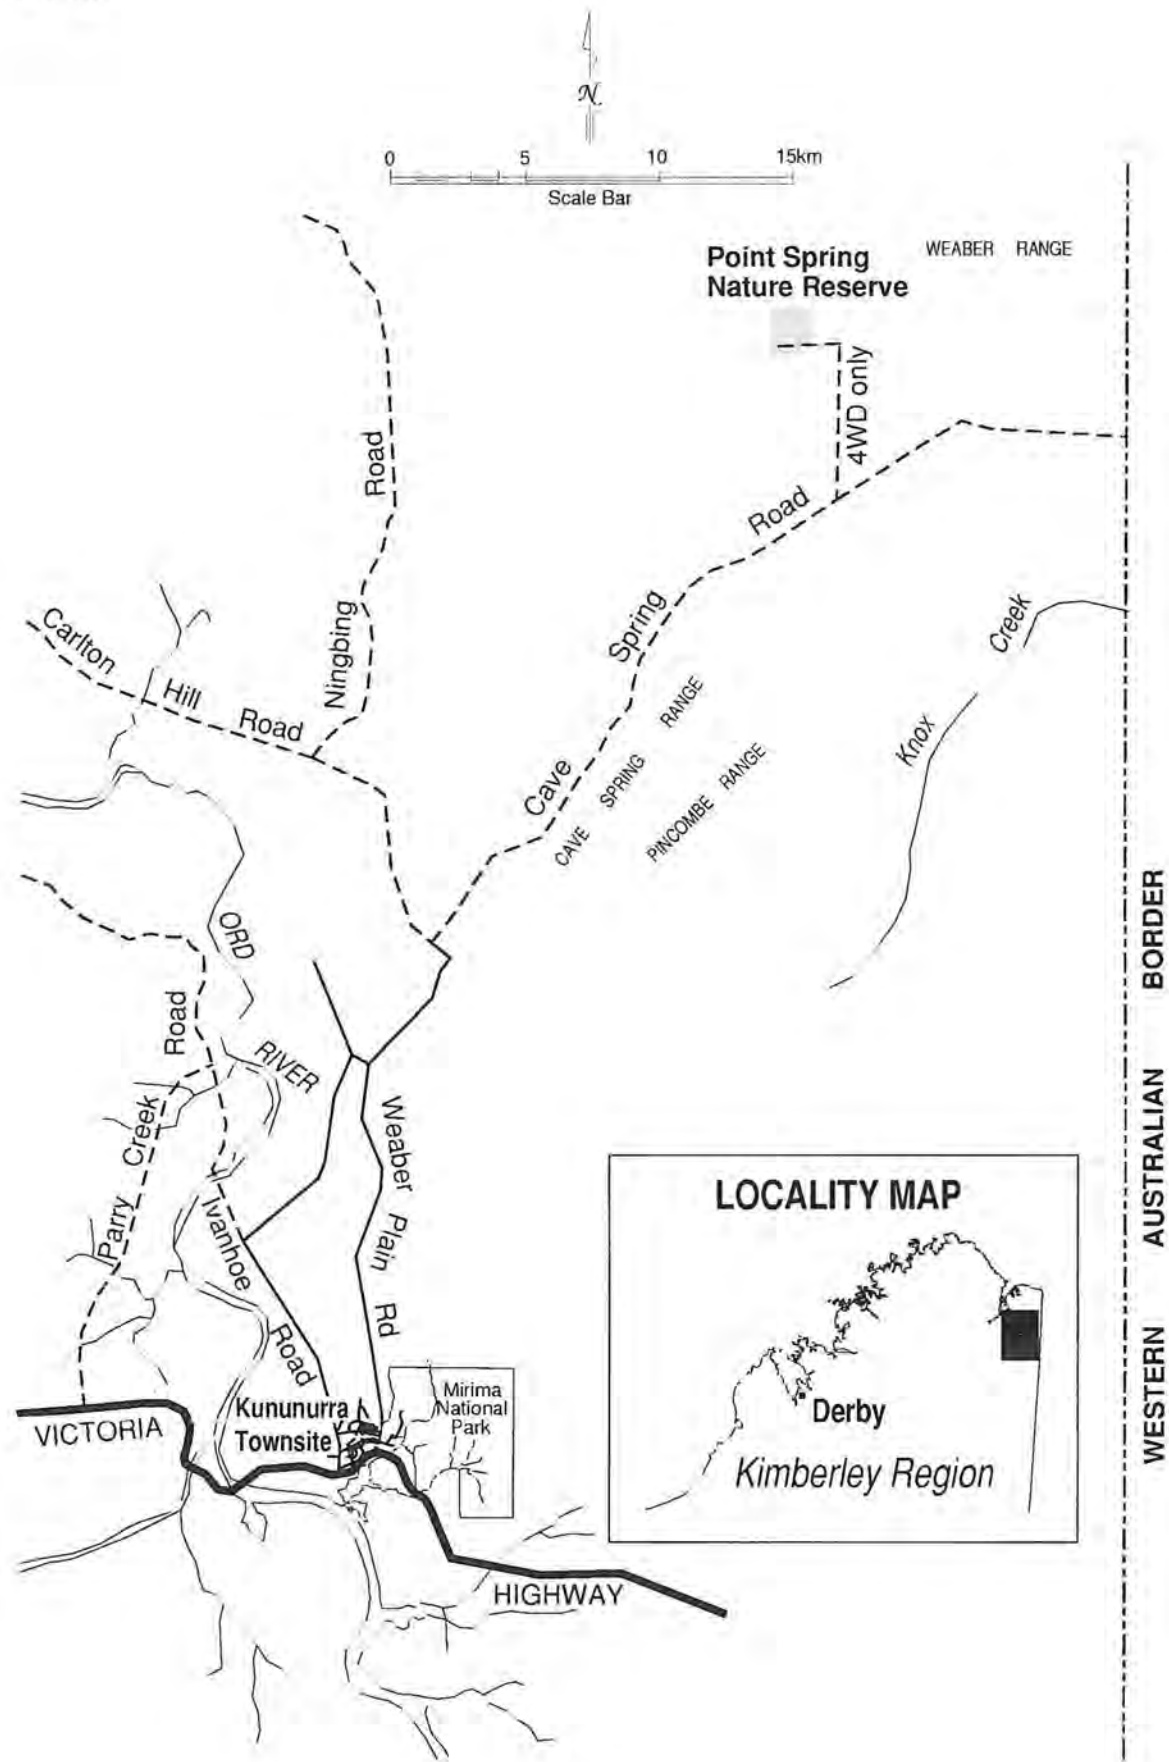 N
0 5 10 15km
Scale Bar
Point Spring
Nature Reserve
WEABER RANGE
4WD only
Ningbing Road
Cave Spring Road
Carlton Hill Road
CAVE SPRING RANGE
PINCOMBE RANGE
Knox Creek
ORD RIVER
Parry Creek Road
Ivanhoe Road
Weaber Plain Rd
WESTERN AUSTRALIAN BORDER
LOCALITY MAP
Derby
Kimberley Region
Mirima
National
Park
Kununurra
Townsite
VICTORIA HIGHWAY